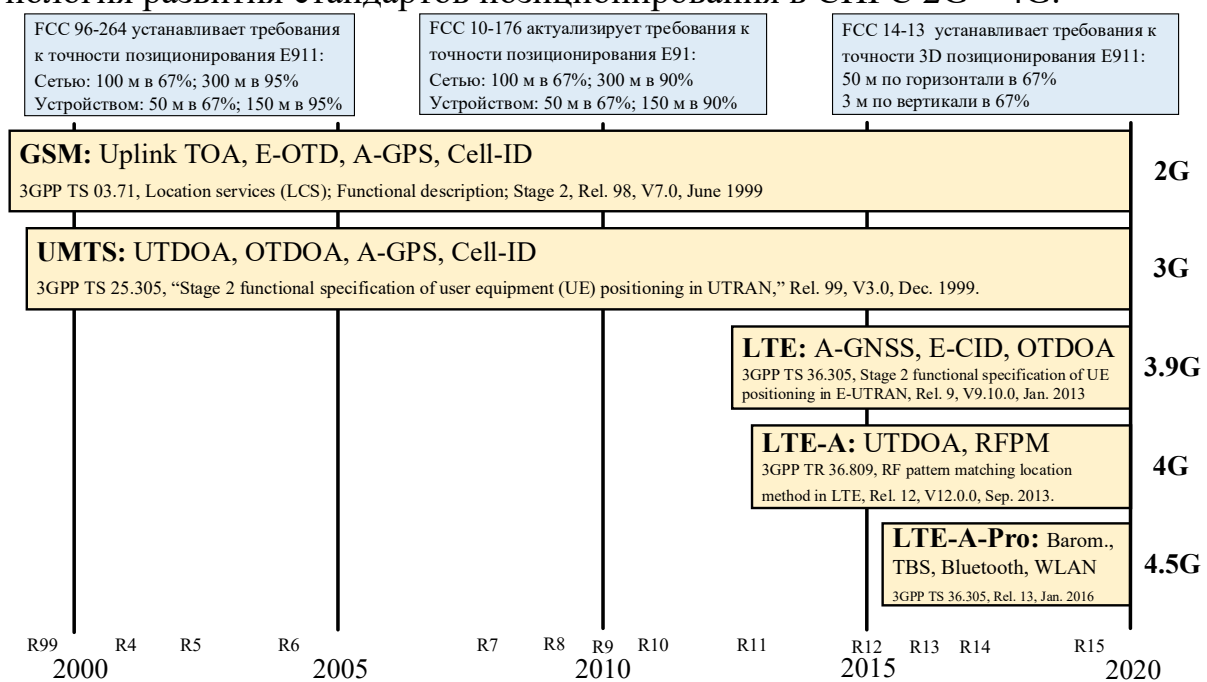 нология развития стандартов позиционирования в СПРС 2G – 4G:
FCC 96-264 устанавливает требования
к точности позиционирования E911:
Сетью: 100 м в 67%; 300 м в 95%
Устройством: 50 м в 67%; 150 м в 95%
FCC 10-176 актуализирует требования к
точности позиционирования E91:
Сетью: 100 м в 67%; 300 м в 90%
Устройством: 50 м в 67%; 150 м в 90%
FCC 14-13 устанавливает требования к
точности 3D позиционирования E911:
50 м по горизонтали в 67%
3 м по вертикали в 67%
GSM: Uplink TOA, E-OTD, A-GPS, Cell-ID
3GPP TS 03.71, Location services (LCS); Functional description; Stage 2, Rel. 98, V7.0, June 1999
2G
UMTS: UTDOA, OTDOA, A-GPS, Cell-ID
3GPP TS 25.305, “Stage 2 functional specification of user equipment (UE) positioning in UTRAN,” Rel. 99, V3.0, Dec. 1999.
3G
LTE: A-GNSS, E-CID, OTDOA
3GPP TS 36.305, Stage 2 functional specification of UE
positioning in E-UTRAN, Rel. 9, V9.10.0, Jan. 2013
3.9G
LTE-A: UTDOA, RFPM
3GPP TR 36.809, RF pattern matching location
method in LTE, Rel. 12, V12.0.0, Sep. 2013.
4G
LTE-A-Pro: Barom.,
TBS, Bluetooth, WLAN
3GPP TS 36.305, Rel. 13, Jan. 2016
4.5G
R99 R4 R5 R6 R7 R8 R9 R10 R11 R12 R13 R14 R15
2000 2005 2010 2015 2020